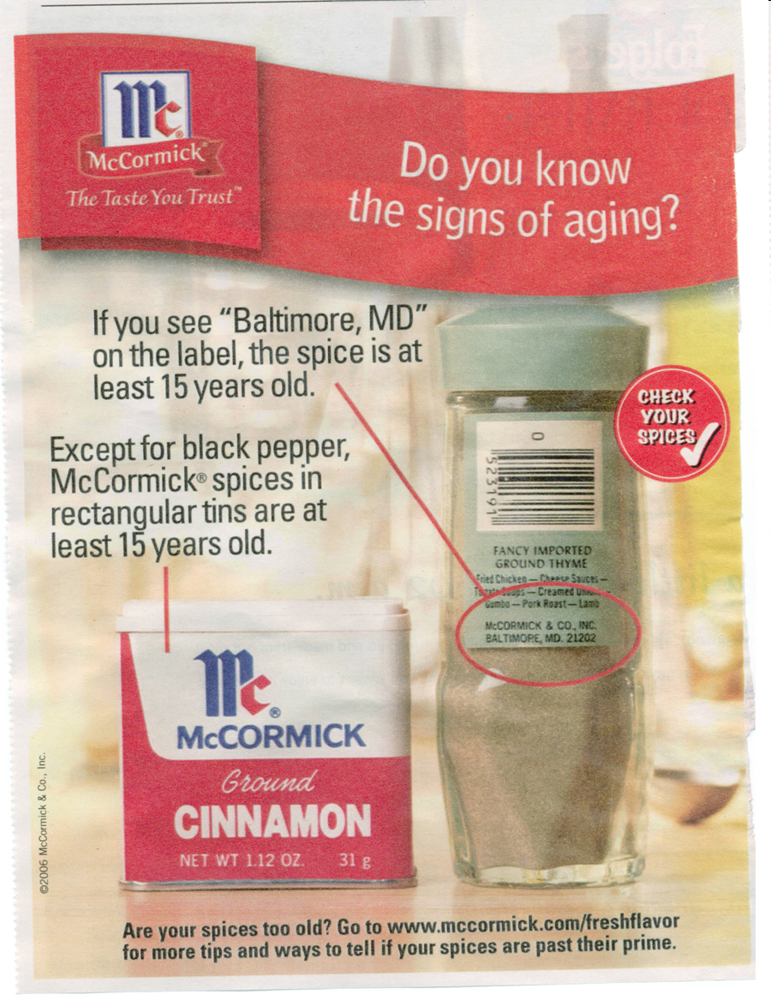 Mc®
McCormick®
The Taste You Trust™
Do you know
the signs of aging?
If you see “Baltimore, MD”
on the label, the spice is at
least 15 years old.
CHECK
YOUR
SPICES
Except for black pepper,
McCormick® spices in
rectangular tins are at
least 15 years old.
0
523191
FANCY IMPORTED
GROUND THYME
Fried Chicken — Cheese Sauces —
Tomato Soups — Creamed Onions
Gumbo — Pork Roast — Lamb
McCORMICK & CO., INC.
BALTIMORE, MD. 21202
Mc®
McCORMICK
Ground
CINNAMON
NET WT 1.12 OZ. 31 g
©2006 McCormick & Co., Inc.
Are your spices too old? Go to www.mccormick.com/freshflavor
for more tips and ways to tell if your spices are past their prime.